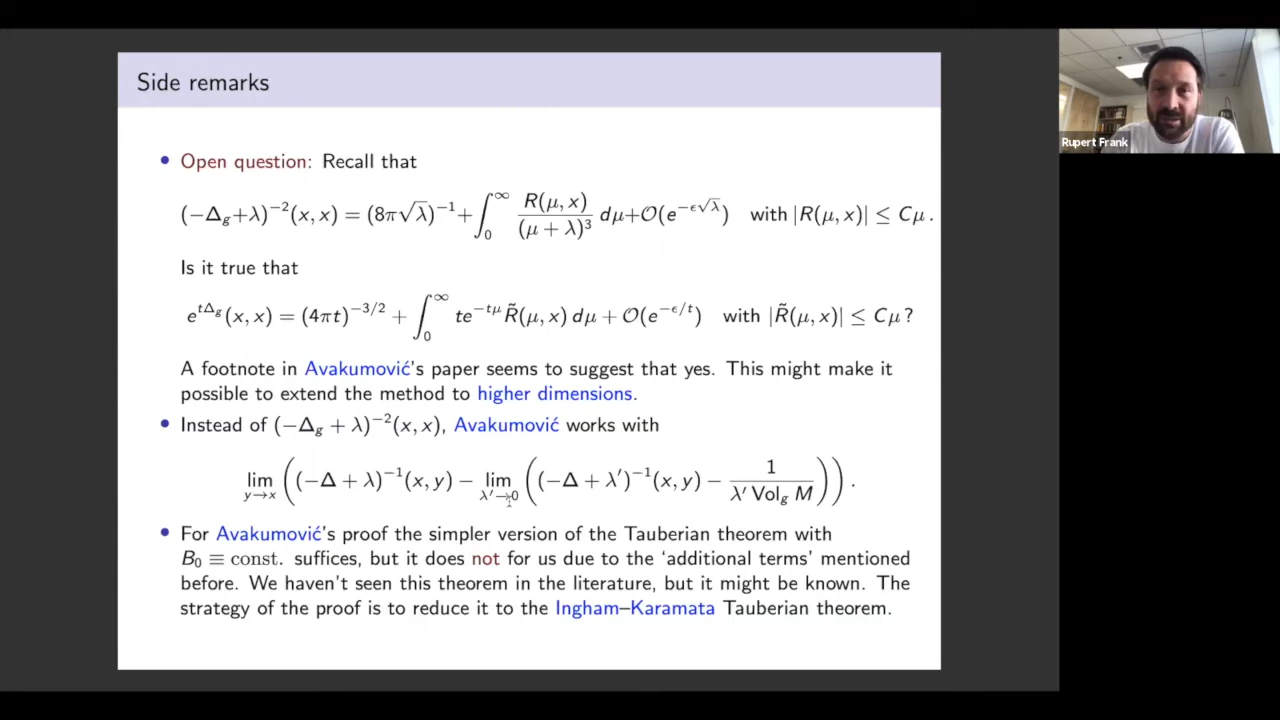 Side remarks
• Open question: Recall that
(−Δ_g+λ)^{−2}(x, x) = (8π√λ)^{−1}+∫_0^∞ R(μ, x)/(μ + λ)^3 dμ+𝒪(e^{−ϵ√λ}) with |R(μ, x)| ≤ Cμ .
Is it true that
e^{tΔ_g}(x, x) = (4πt)^{−3/2} + ∫_0^∞ te^{−tμ}R̃(μ, x) dμ + 𝒪(e^{−ϵ/t}) with |R̃(μ, x)| ≤ Cμ ?
A footnote in Avakumović's paper seems to suggest that yes. This might make it
possible to extend the method to higher dimensions.
• Instead of (−Δ_g + λ)^{−2}(x, x), Avakumović works with
lim_{y→x} ((−Δ + λ)^{−1}(x, y) − lim_{λ′→0} ((−Δ + λ′)^{−1}(x, y) − 1/(λ′ Vol_g M))) .
• For Avakumović's proof the simpler version of the Tauberian theorem with
B_0 ≡ const. suffices, but it does not for us due to the 'additional terms' mentioned
before. We haven't seen this theorem in the literature, but it might be known. The
strategy of the proof is to reduce it to the Ingham–Karamata Tauberian theorem.
Rupert Frank